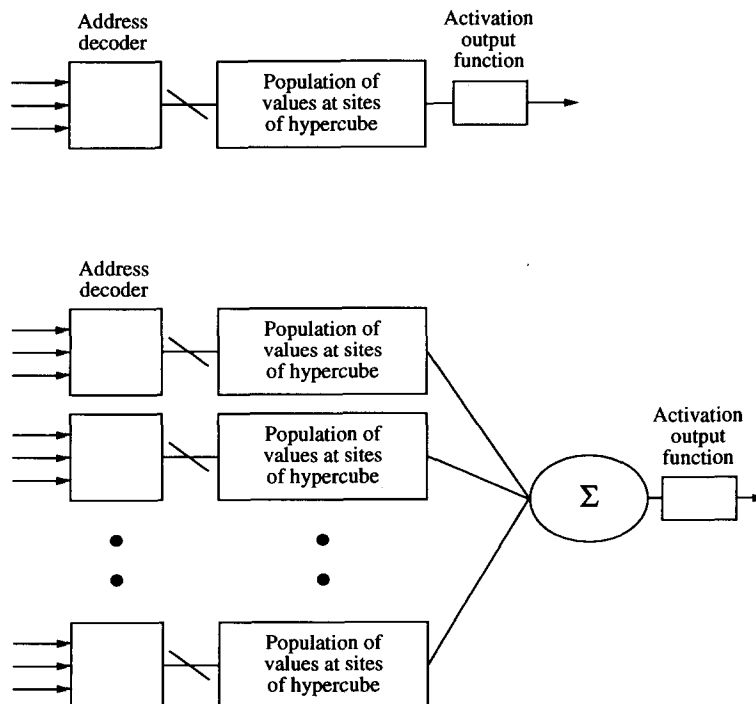 Address
decoder
Population of
values at sites
of hypercube
Activation
output
function
Address
decoder
Population of
values at sites
of hypercube
Population of
values at sites
of hypercube
Σ
Activation
output
function
Population of
values at sites
of hypercube